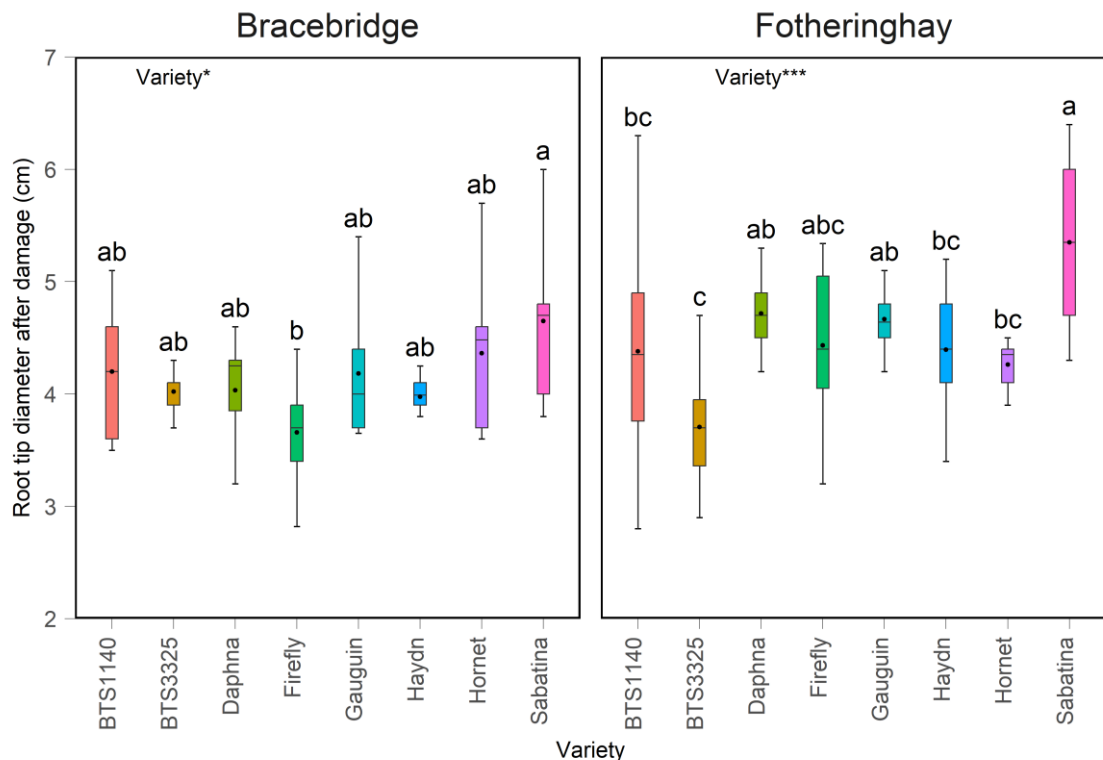 Bracebridge
Fotheringhay
Variety*
Variety***
Root tip diameter after damage (cm)
7
6
5
4
3
2
ab
ab
ab
b
ab
ab
ab
a
bc
c
ab
abc
ab
bc
bc
a
BTS1140
BTS3325
Daphna
Firefly
Gauguin
Haydn
Hornet
Sabatina
BTS1140
BTS3325
Daphna
Firefly
Gauguin
Haydn
Hornet
Sabatina
Variety